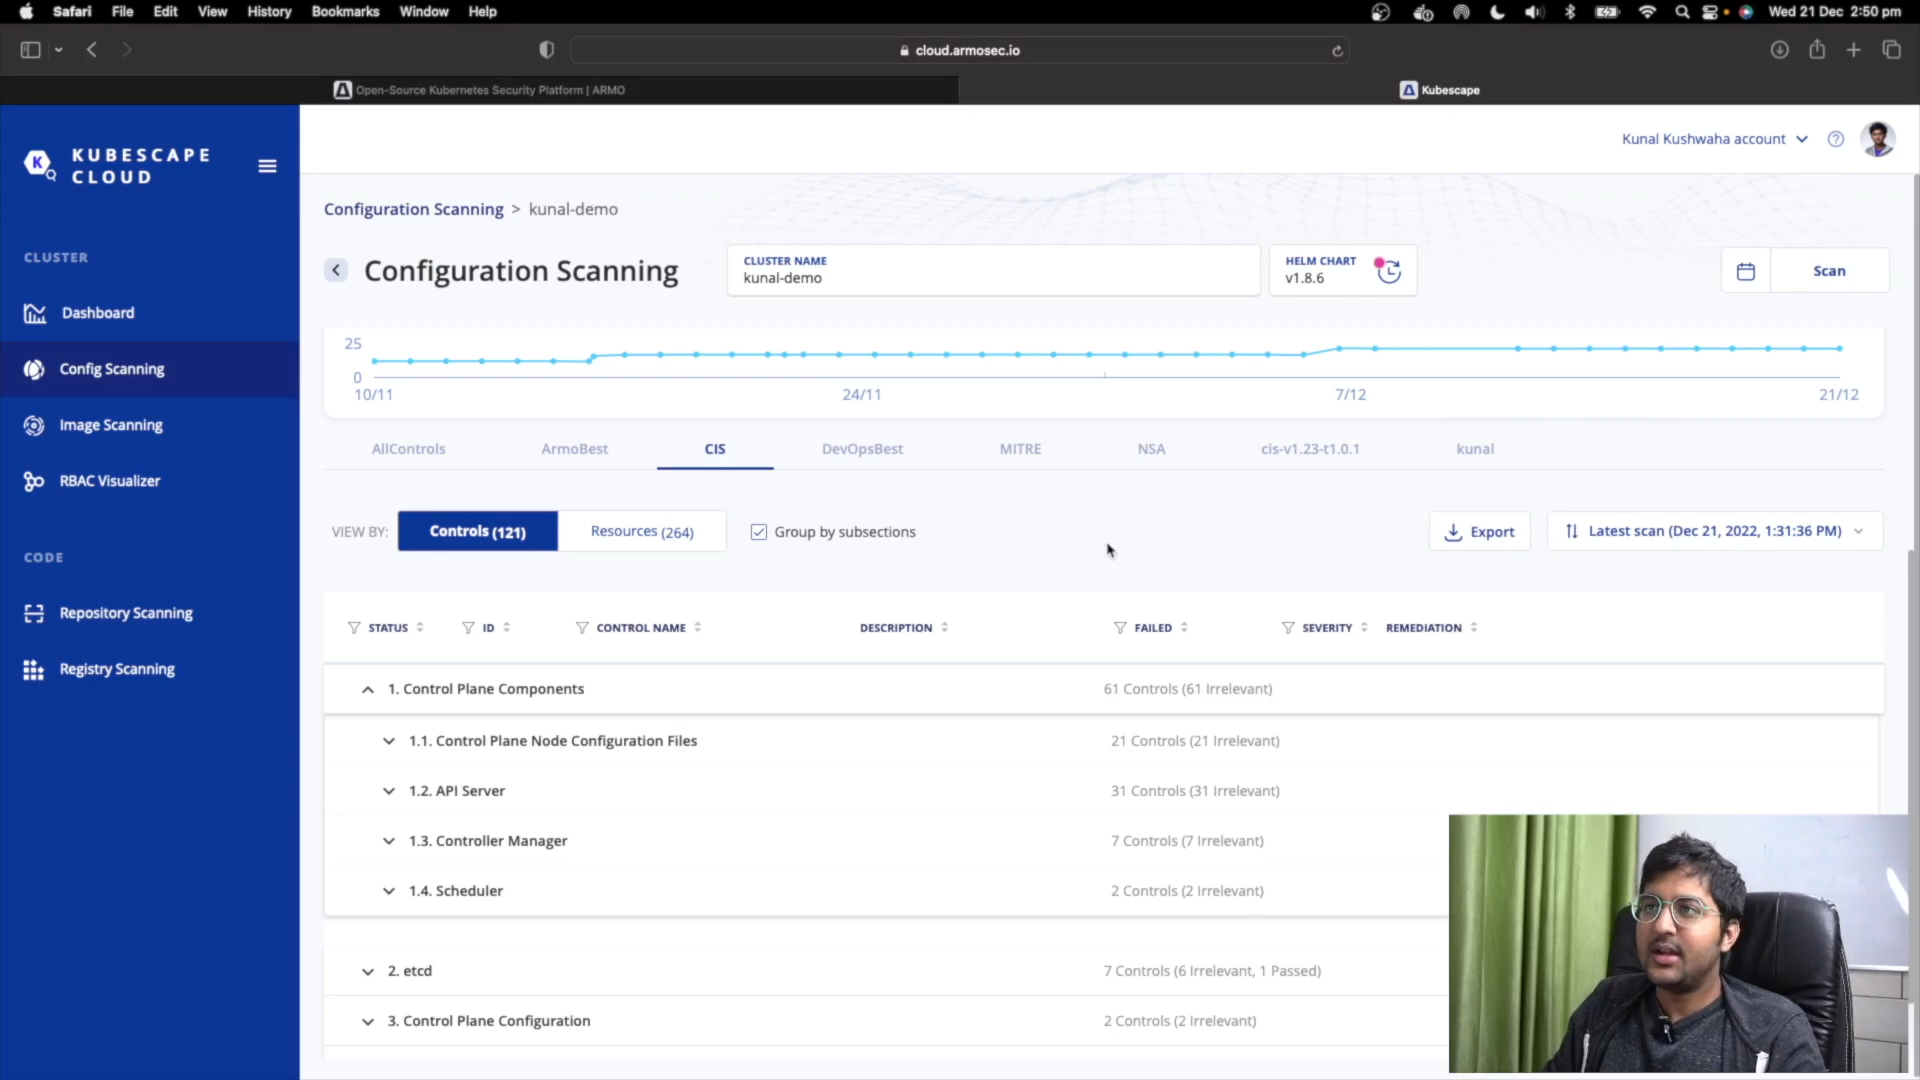 Safari File Edit View History Bookmarks Window Help Wed 21 Dec 2:50 pm
cloud.armosec.io
Open-Source Kubernetes Security Platform | ARMO
Kubescape
KUBESCAPE
CLOUD
Kunal Kushwaha account
CLUSTER
Dashboard
Config Scanning
Image Scanning
RBAC Visualizer
CODE
Repository Scanning
Registry Scanning
Configuration Scanning > kunal-demo
Configuration Scanning
CLUSTER NAME
kunal-demo
HELM CHART
v1.8.6
Scan
25
0
10/11 24/11 7/12 21/12
AllControls ArmoBest CIS DevOpsBest MITRE NSA cis-v1.23-t1.0.1 kunal
VIEW BY: Controls (121) Resources (264) Group by subsections Export Latest scan (Dec 21, 2022, 1:31:36 PM)
STATUS ID CONTROL NAME DESCRIPTION FAILED SEVERITY REMEDIATION
1. Control Plane Components 61 Controls (61 Irrelevant)
1.1. Control Plane Node Configuration Files 21 Controls (21 Irrelevant)
1.2. API Server 31 Controls (31 Irrelevant)
1.3. Controller Manager 7 Controls (7 Irrelevant)
1.4. Scheduler 2 Controls (2 Irrelevant)
2. etcd 7 Controls (6 Irrelevant, 1 Passed)
3. Control Plane Configuration 2 Controls (2 Irrelevant)